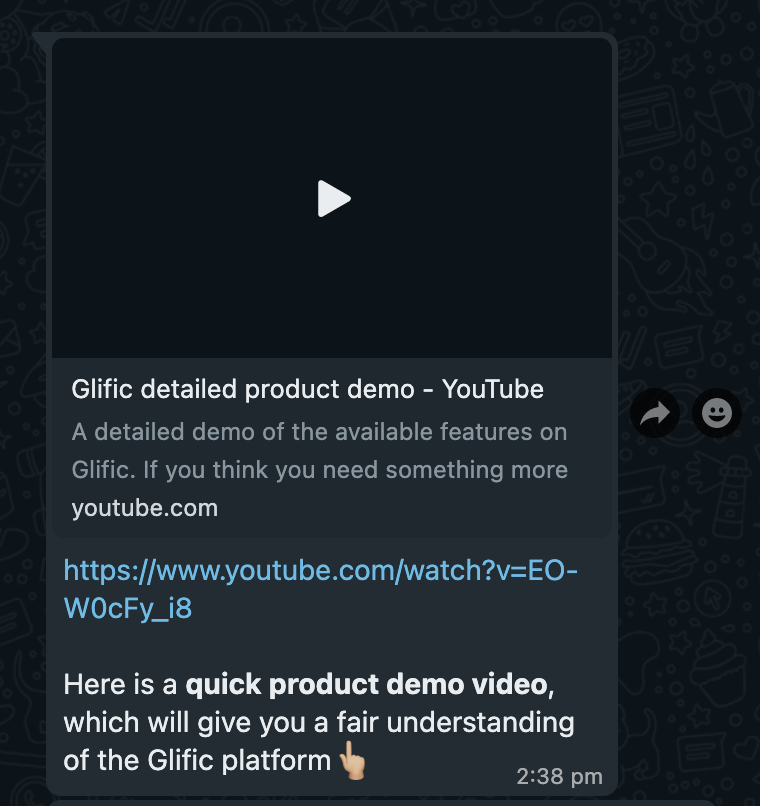 Glific detailed product demo - YouTube
A detailed demo of the available features on
Glific. If you think you need something more
youtube.com
https://www.youtube.com/watch?v=EO-
W0cFy_i8
Here is a quick product demo video,
which will give you a fair understanding
of the Glific platform👆🏼
2:38 pm